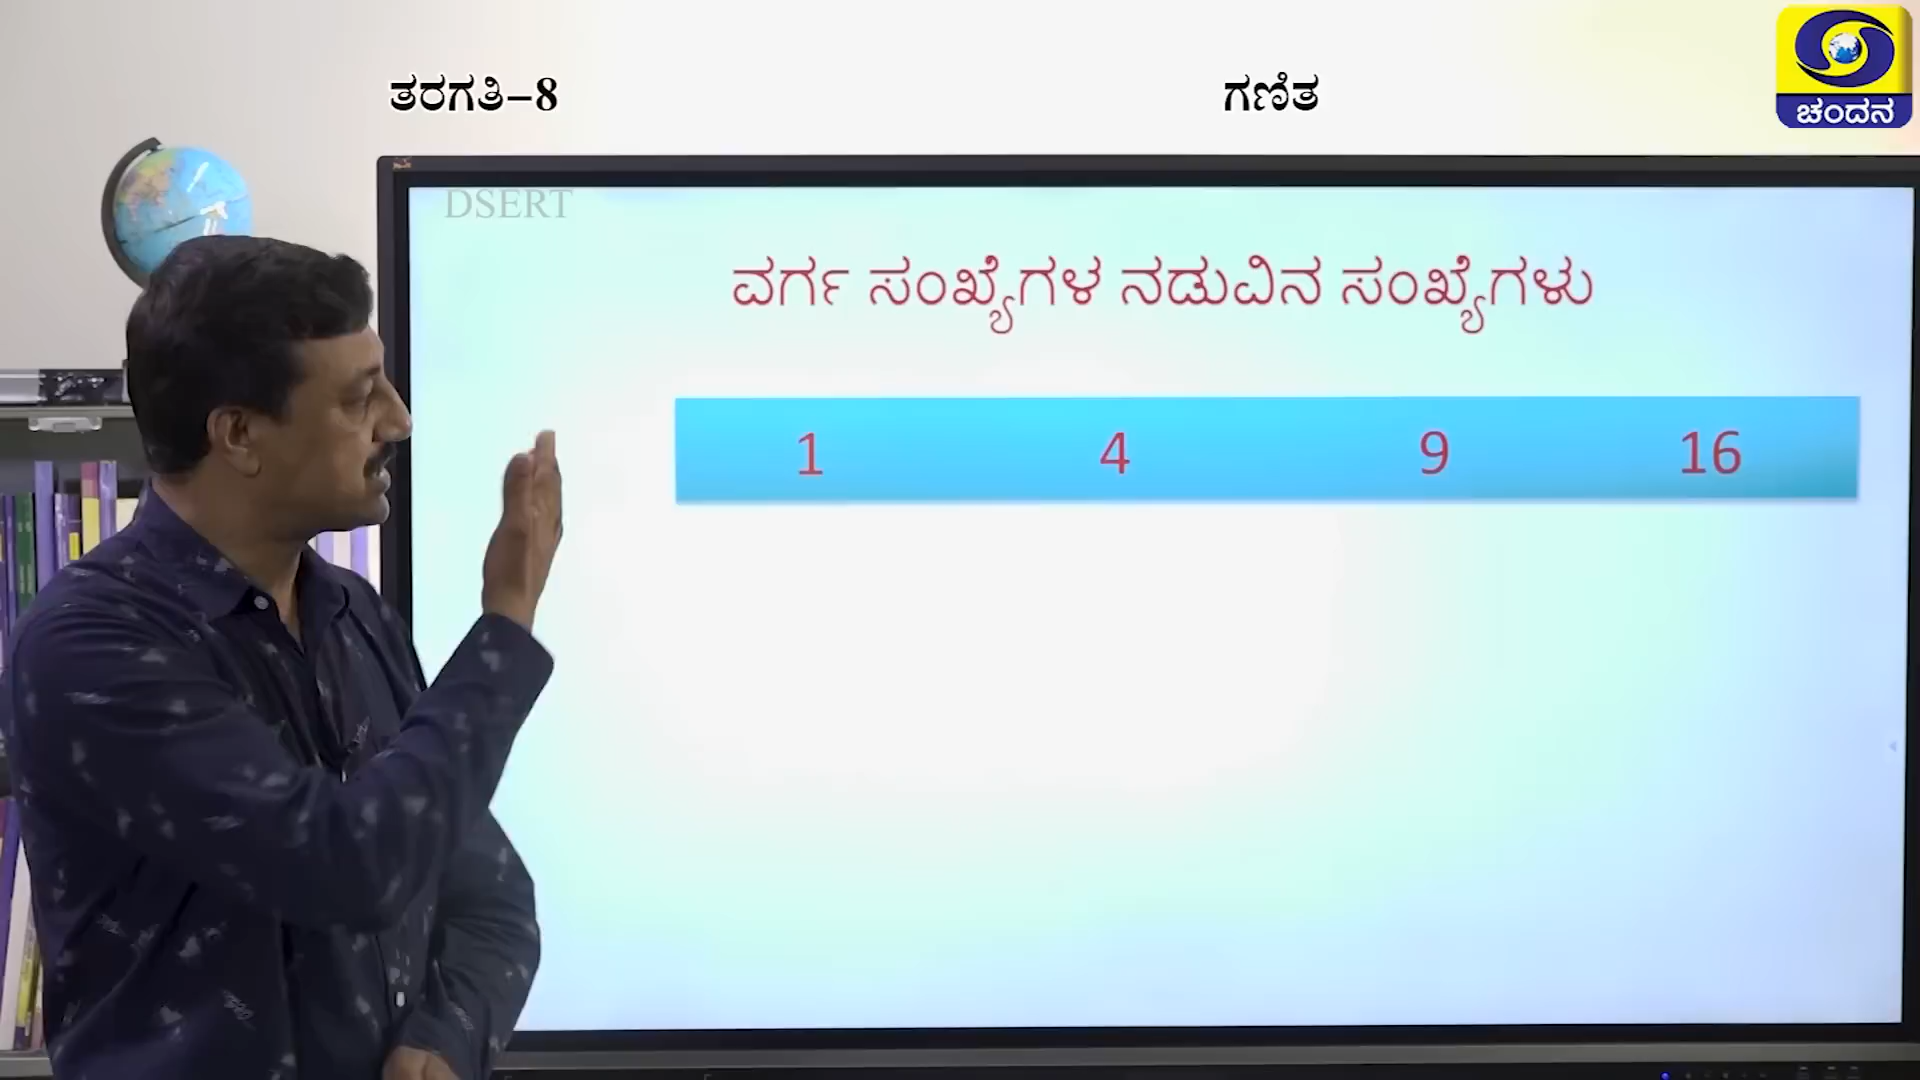 ತರಗತಿ–8 ಗಣಿತ
ಚಂದನ
DSERT
ವರ್ಗ ಸಂಖ್ಯೆಗಳ ನಡುವಿನ ಸಂಖ್ಯೆಗಳು
1 4 9 16